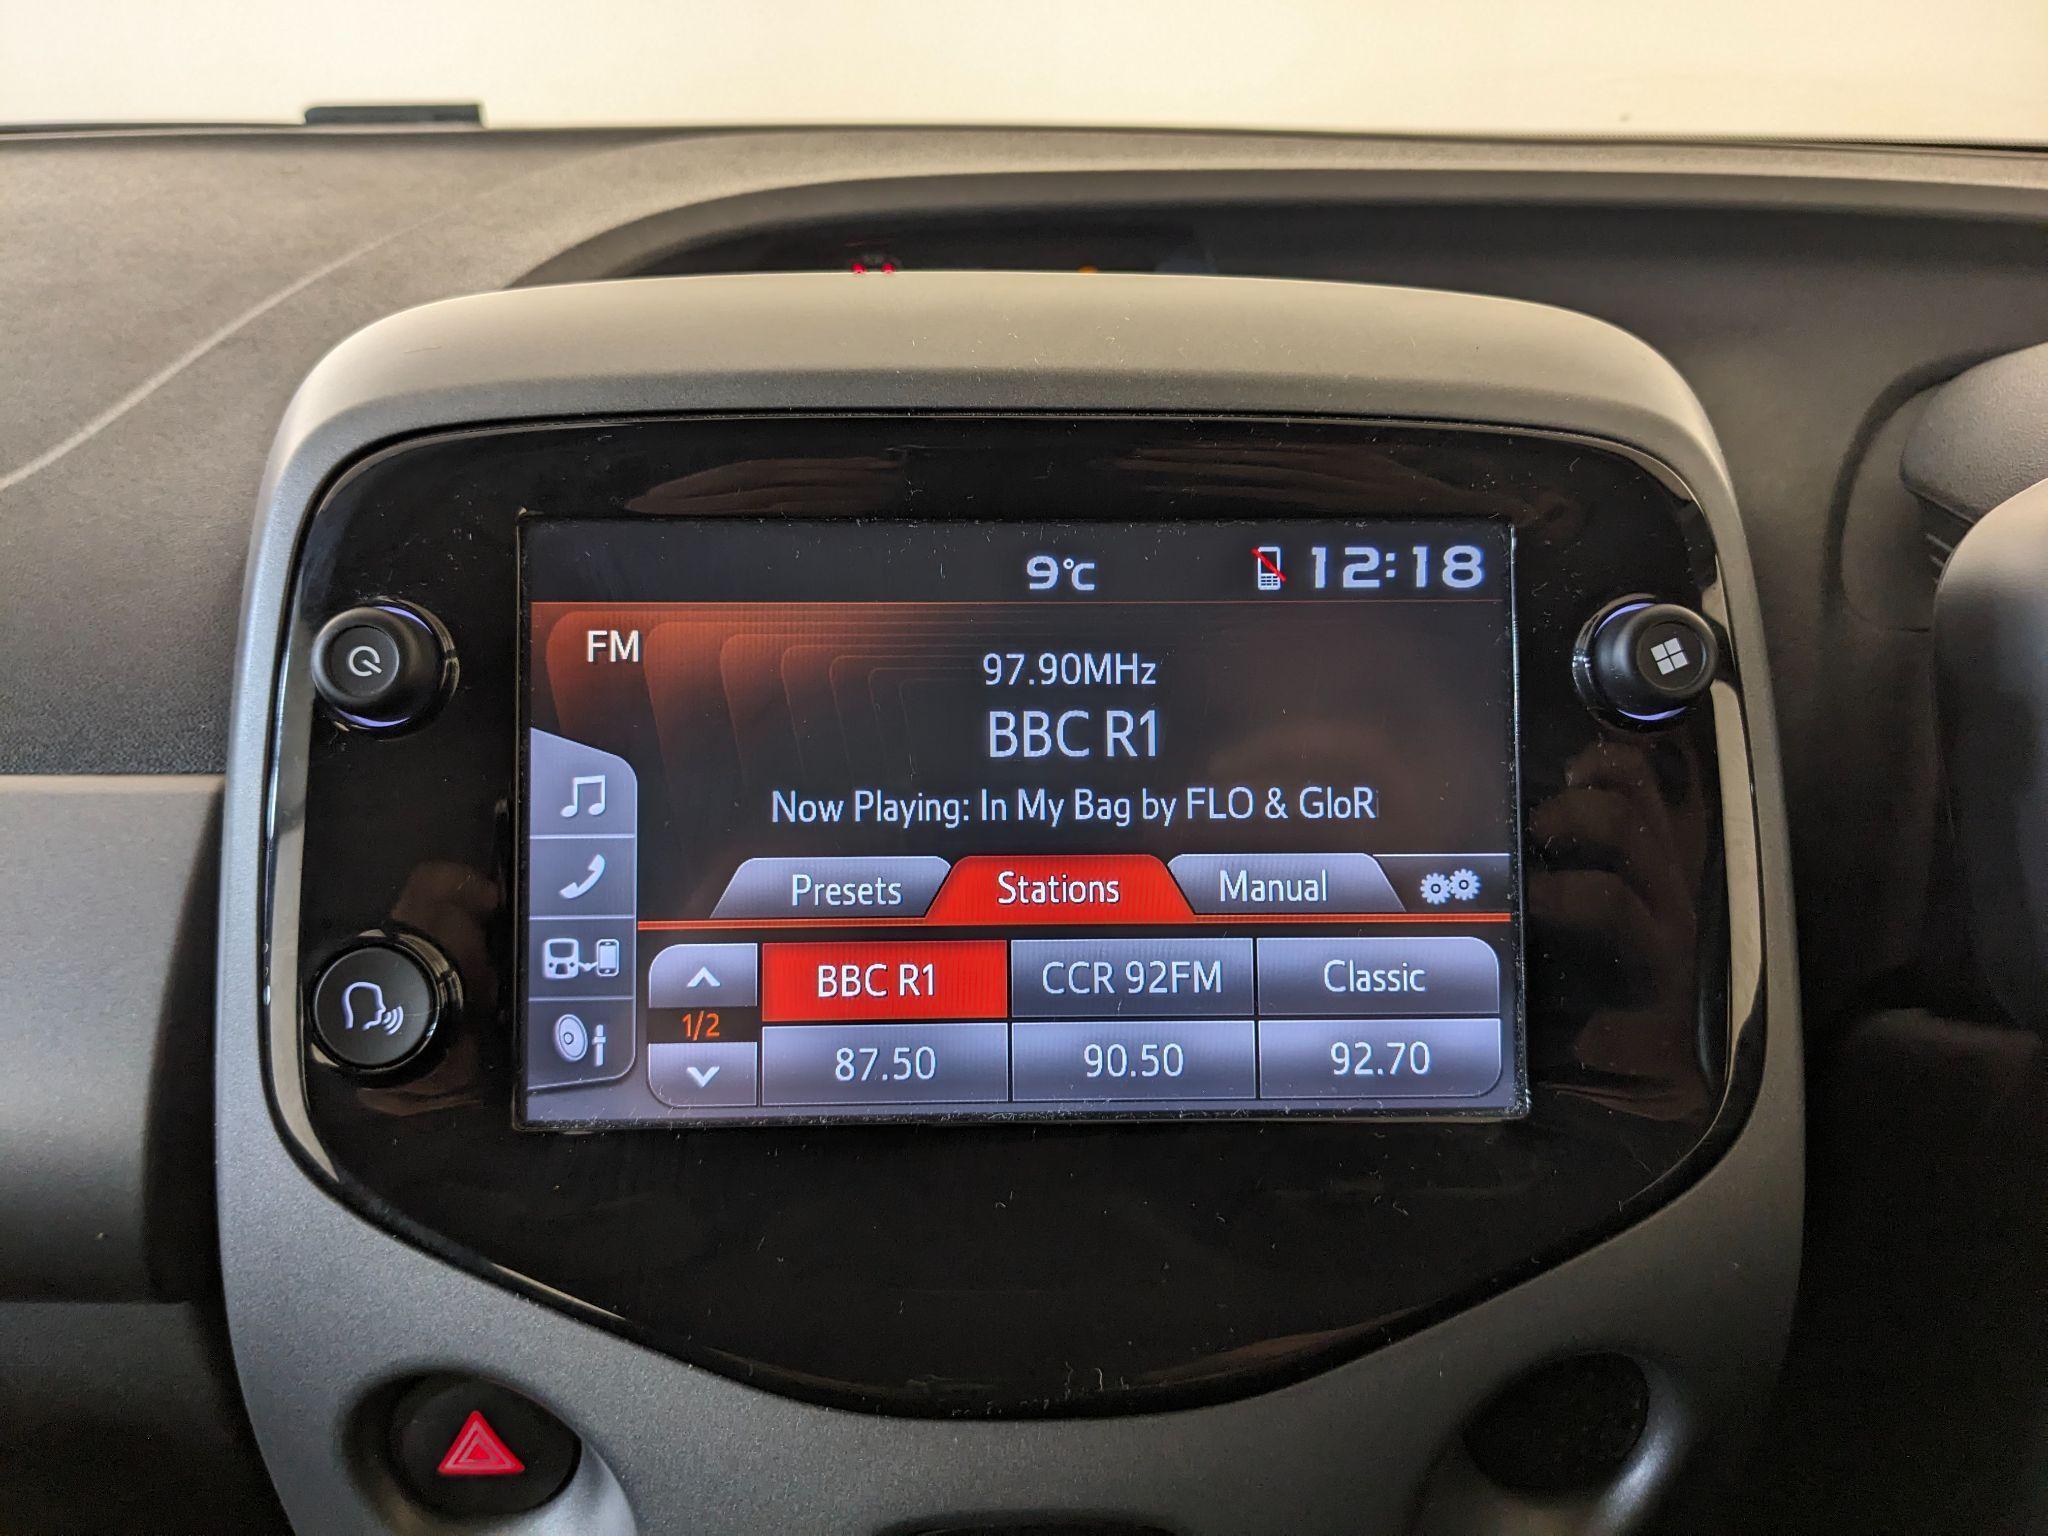 9°C 12:18
FM
97.90MHz
BBC R1
Now Playing: In My Bag by FLO & GloR
Presets Stations Manual
BBC R1 CCR 92FM Classic
1/2
87.50 90.50 92.70